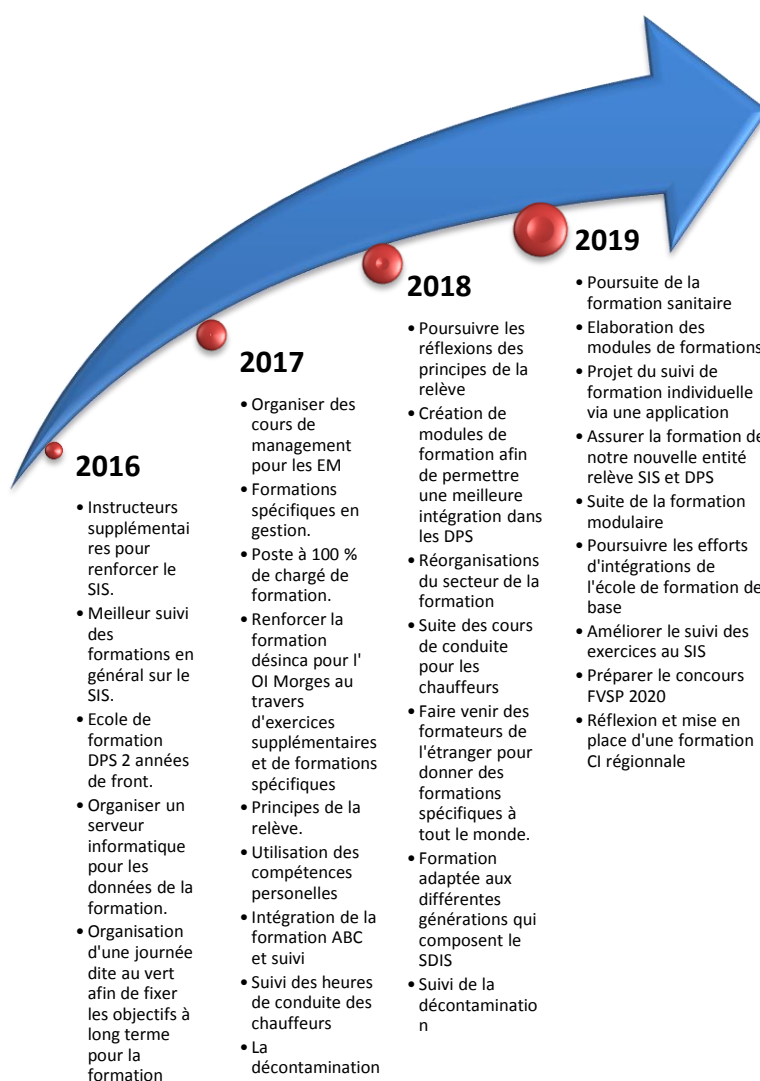 2016
• Instructeurs
supplémentai
res pour
renforcer le
SIS.
• Meilleur suivi
des
formations en
général sur le
SIS.
• Ecole de
formation
DPS 2 années
de front.
• Organiser un
serveur
informatique
pour les
données de la
formation.
• Organisation
d'une journée
dite au vert
afin de fixer
les objectifs à
long terme
pour la
formation
2017
• Organiser des
cours de
management
pour les EM
• Formations
spécifiques en
gestion.
• Poste à 100 %
de chargé de
formation.
• Renforcer la
formation
désinca pour l'
OI Morges au
travers
d'exercices
supplémentaires
et de formations
spécifiques
• Principes de la
relève.
• Utilisation des
compétences
personelles
• Intégration de la
formation ABC
et suivi
• Suivi des heures
de conduite des
chauffeurs
• La
décontamination
2018
• Poursuivre les
réflexions des
principes de la
relève
• Création de
modules de
formation afin
de permettre
une meilleure
intégration dans
les DPS
• Réorganisations
du secteur de la
formation
• Suite des cours
de conduite
pour les
chauffeurs
• Faire venir des
formateurs de
l'étranger pour
donner des
formations
spécifiques à
tout le monde.
• Formation
adaptée aux
différentes
générations qui
composent le
SDIS
• Suivi de la
décontaminatio
n
2019
• Poursuite de la
formation sanitaire
• Elaboration des
modules de formations
• Projet du suivi de
formation individuelle
via une application
• Assurer la formation de
notre nouvelle entité
relève SIS et DPS
• Suite de la formation
modulaire
• Poursuivre les efforts
d'intégrations de
l'école de formation de
base
• Améliorer le suivi des
exercices au SIS
• Préparer le concours
FVSP 2020
• Réflexion et mise en
place d'une formation
CI régionnale